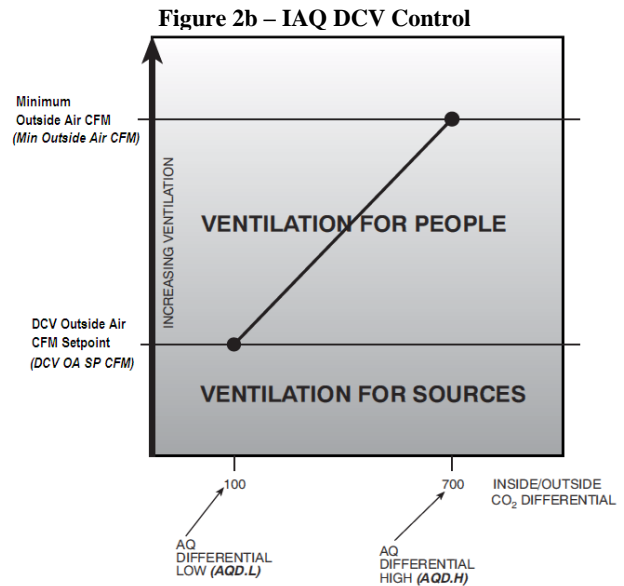 Figure 2b – IAQ DCV Control
Minimum
Outside Air CFM
(Min Outside Air CFM)
INCREASING VENTILATION
VENTILATION FOR PEOPLE
DCV Outside Air
CFM Setpoint
(DCV OA SP CFM)
VENTILATION FOR SOURCES
100
700
INSIDE/OUTSIDE
CO₂ DIFFERENTIAL
AQ
DIFFERENTIAL
LOW (AQD.L)
AQ
DIFFERENTIAL
HIGH (AQD.H)